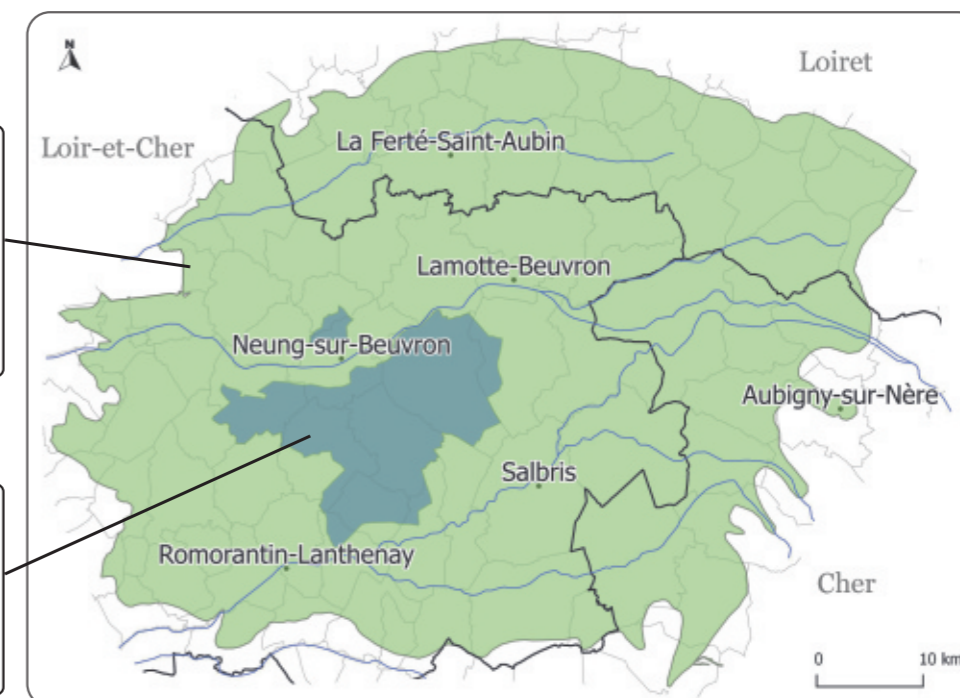 N
Loiret
Loir-et-Cher
La Ferté-Saint-Aubin
Lamotte-Beuvron
Neung-sur-Beuvron
Aubigny-sur-Nère
Salbris
Romorantin-Lanthenay
Cher
0 10 km